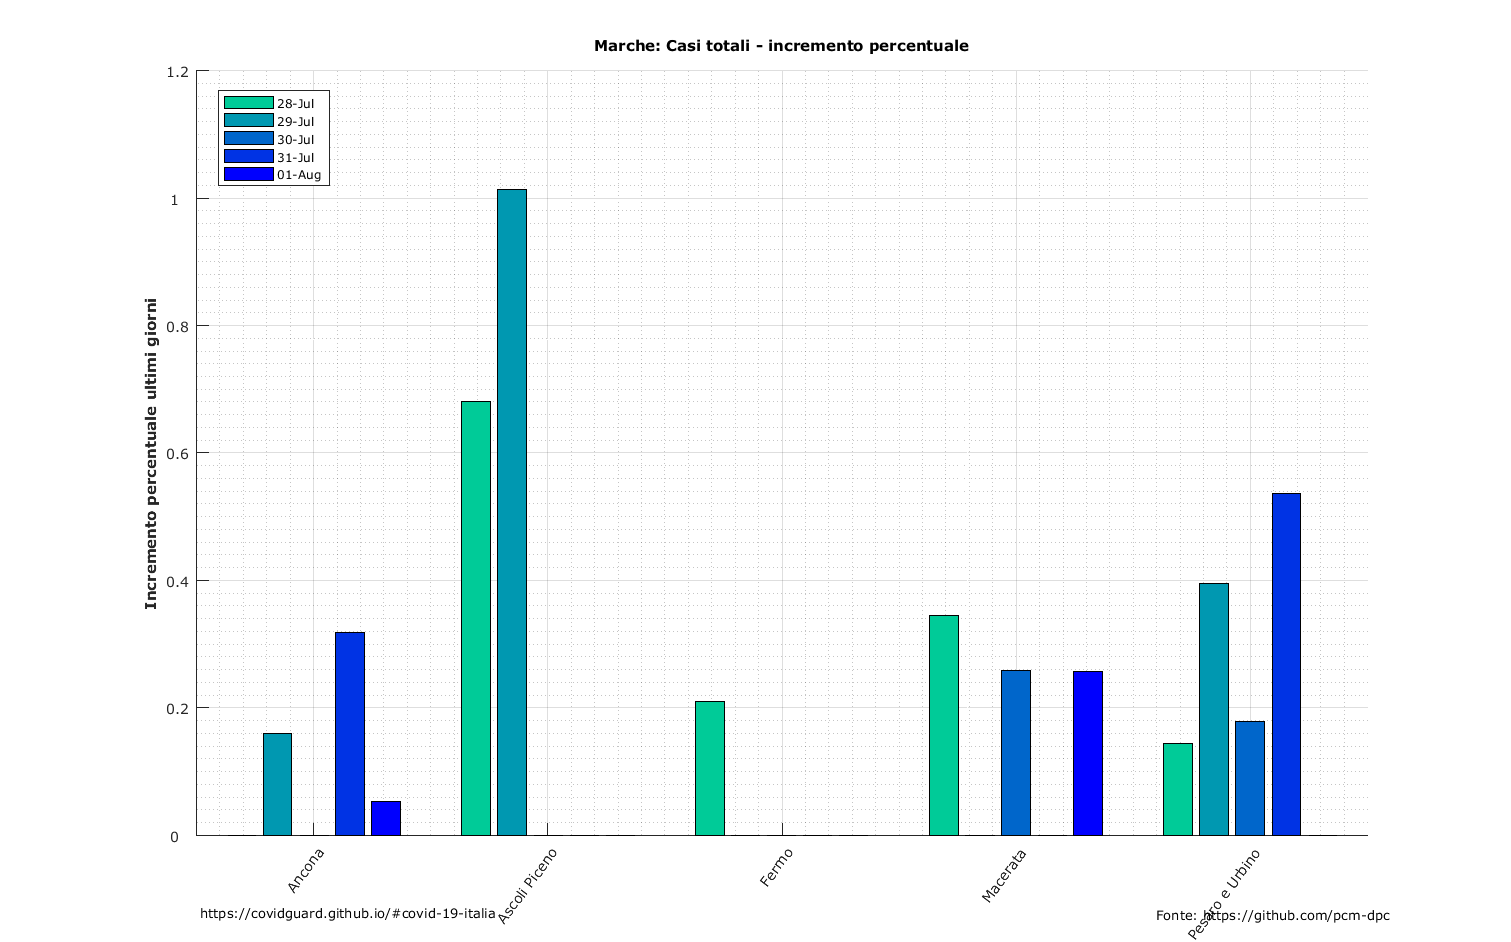 Marche: Casi totali - incremento percentuale
28-Jul
29-Jul
30-Jul
31-Jul
01-Aug
Incremento percentuale ultimi giorni
1.2
1
0.8
0.6
0.4
0.2
0
Ancona
Ascoli Piceno
Fermo
Macerata
Pesaro e Urbino
https://covidguard.github.io/#covid-19-italia
Fonte: https://github.com/pcm-dpc